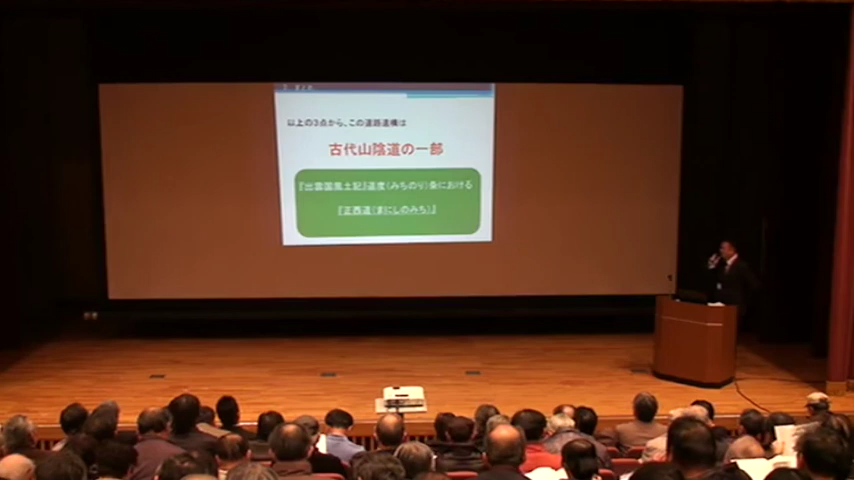 以上の3点から、この道路遺構は
古代山陰道の一部
『出雲国風土記』道度(みちのり)条における
『正西道(まにしのみち)』